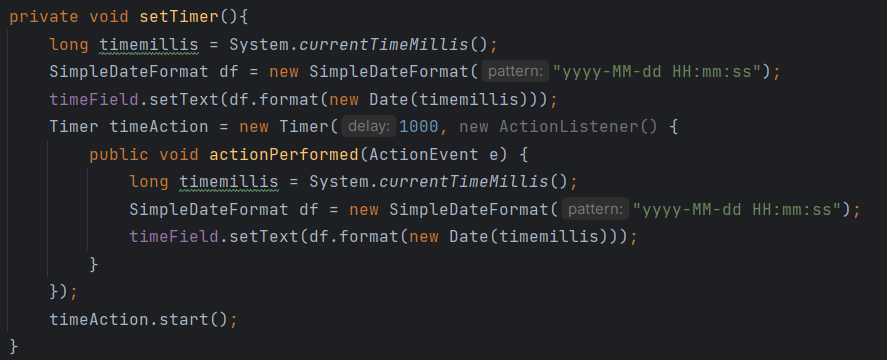 private void setTimer(){
    long timemillis = System.currentTimeMillis();
    SimpleDateFormat df = new SimpleDateFormat( pattern: "yyyy-MM-dd HH:mm:ss");
    timeField.setText(df.format(new Date(timemillis)));
    Timer timeAction = new Timer( delay: 1000, new ActionListener() {
        public void actionPerformed(ActionEvent e) {
            long timemillis = System.currentTimeMillis();
            SimpleDateFormat df = new SimpleDateFormat( pattern: "yyyy-MM-dd HH:mm:ss");
            timeField.setText(df.format(new Date(timemillis)));
        }
    });
    timeAction.start();
}